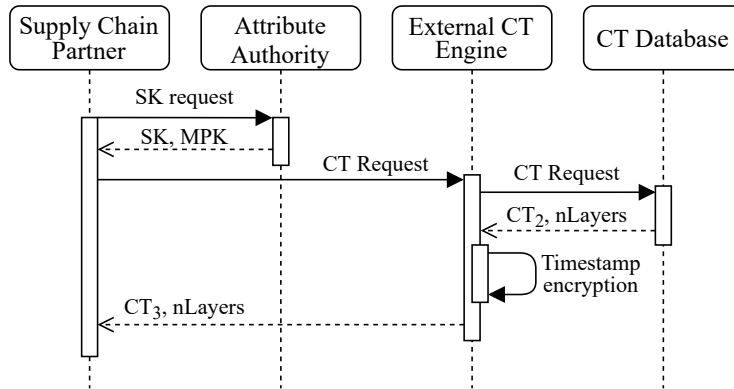 Supply Chain
Partner
Attribute
Authority
External CT
Engine
CT Database
SK request
SK, MPK
CT Request
CT Request
CT₂, nLayers
Timestamp
encryption
CT₃, nLayers